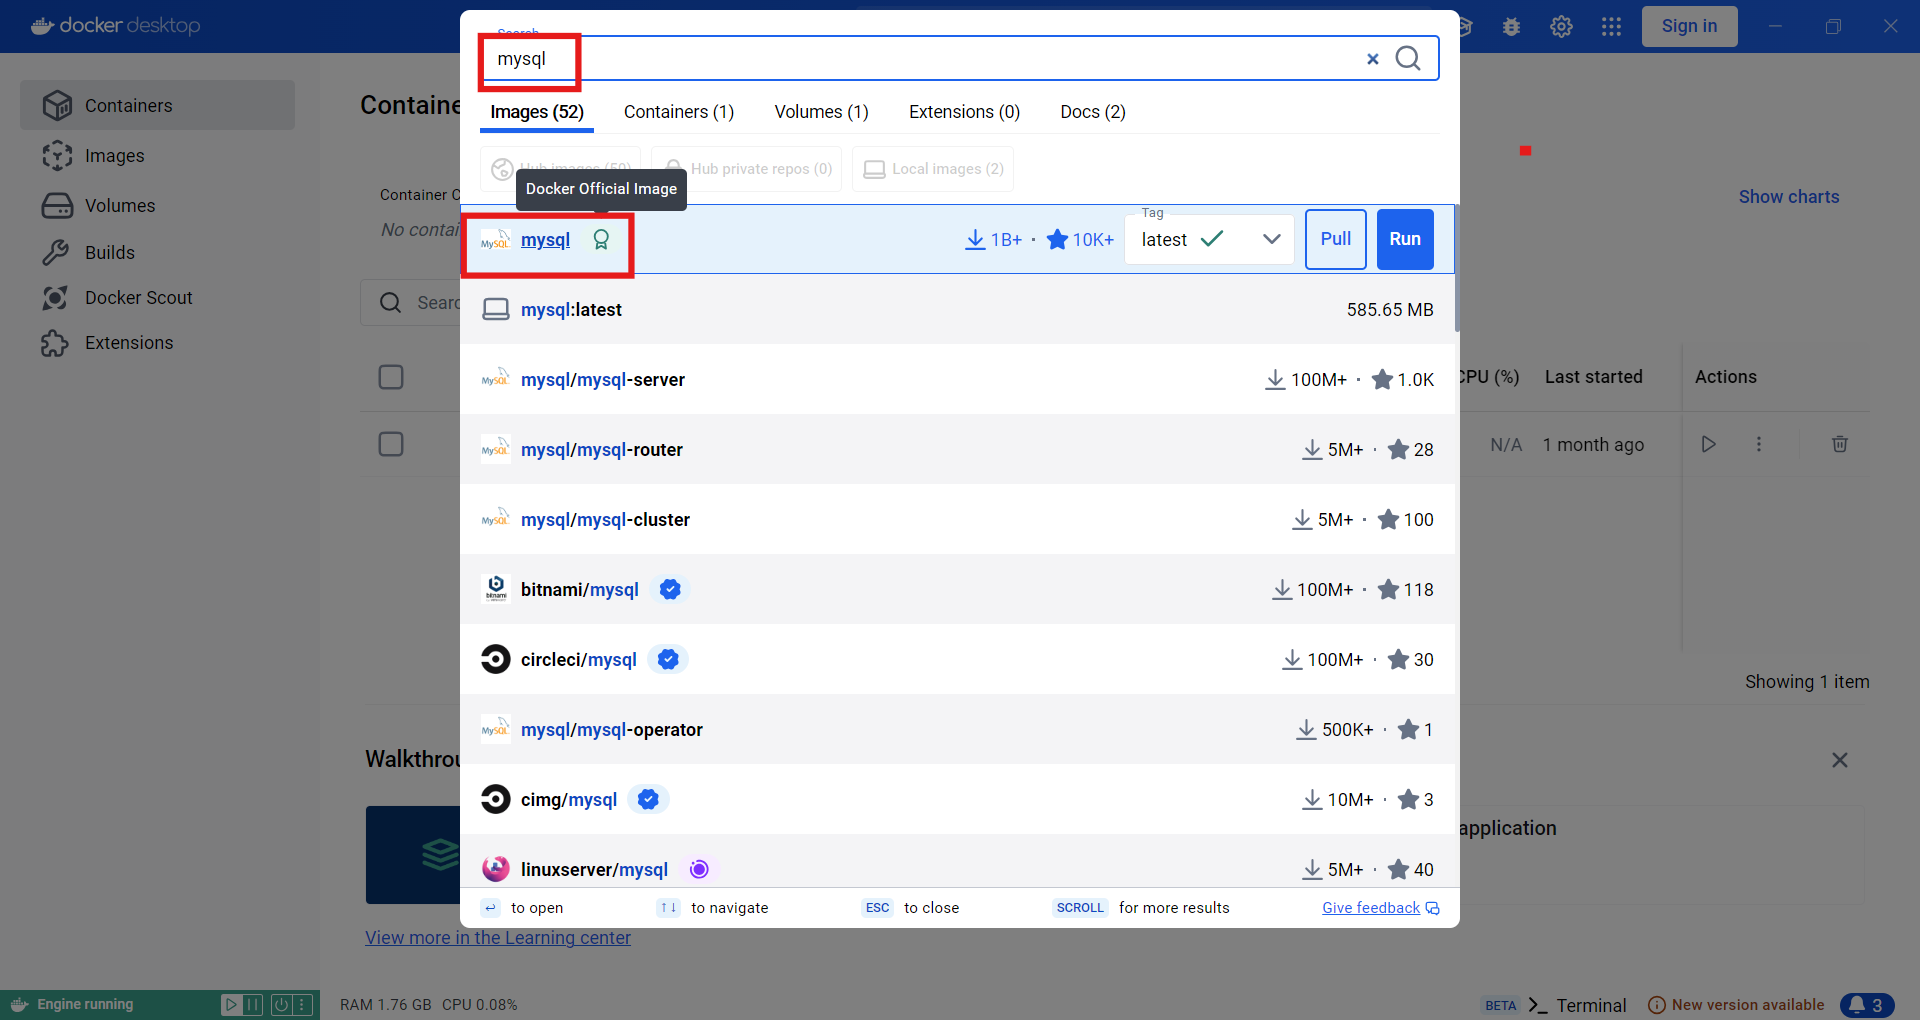 docker desktop
Sign in
Search
mysql
Images (52)
Containers (1)
Volumes (1)
Extensions (0)
Docs (2)
Hub images (50)
Hub private repos (0)
Local images (2)
Docker Official Image
MySQL
mysql
1B+ · 10K+
Tag
latest
Pull
Run
mysql:latest
585.65 MB
MySQL
mysql/mysql-server
100M+ · 1.0K
MySQL
mysql/mysql-router
5M+ · 28
MySQL
mysql/mysql-cluster
5M+ · 100
bitnami
bitnami/mysql
100M+ · 118
circleci/mysql
100M+ · 30
MySQL
mysql/mysql-operator
500K+ · 1
cimg/mysql
10M+ · 3
linuxserver/mysql
5M+ · 40
to open
to navigate
ESC to close
SCROLL for more results
Give feedback
Containers
Images
Volumes
Builds
Docker Scout
Extensions
Containe
Container C
No contai
Show charts
Searc
CPU (%)
Last started
Actions
N/A
1 month ago
Showing 1 item
Walkthrou
application
View more in the Learning center
Engine running
RAM 1.76 GB CPU 0.08%
BETA
Terminal
New version available
3